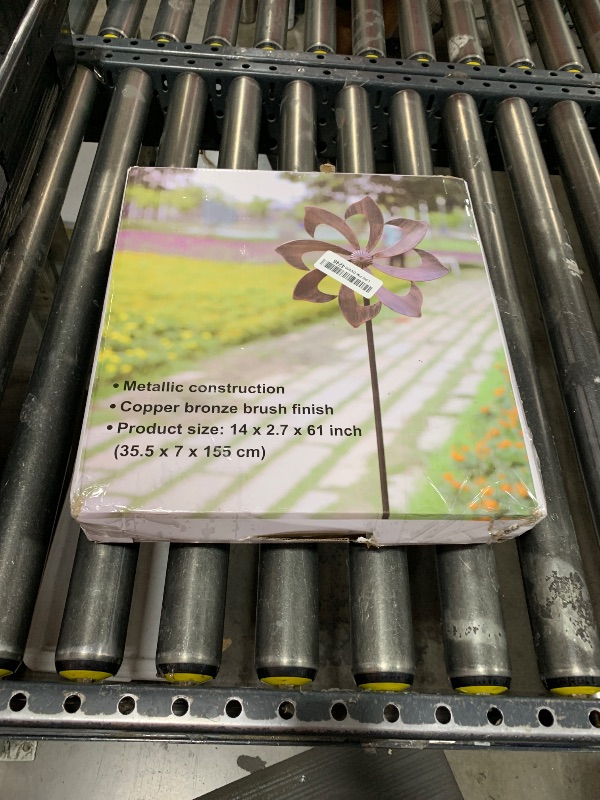 • Metallic construction
• Copper bronze brush finish
• Product size: 14 x 2.7 x 61 inch
(35.5 x 7 x 155 cm)